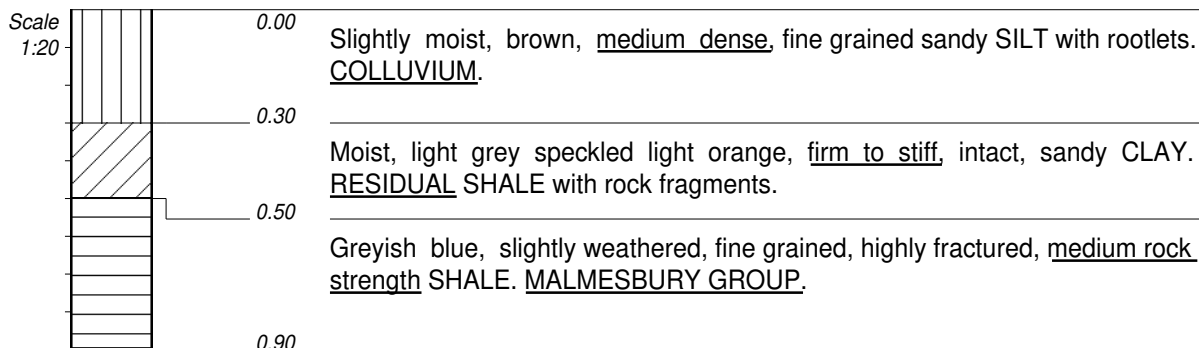 Scale
1:20
0.00
Slightly moist, brown, medium dense, fine grained sandy SILT with rootlets.
COLLUVIUM.
0.30
Moist, light grey speckled light orange, firm to stiff, intact, sandy CLAY.
RESIDUAL SHALE with rock fragments.
0.50
Greyish blue, slightly weathered, fine grained, highly fractured, medium rock
strength SHALE. MALMESBURY GROUP.
0.90